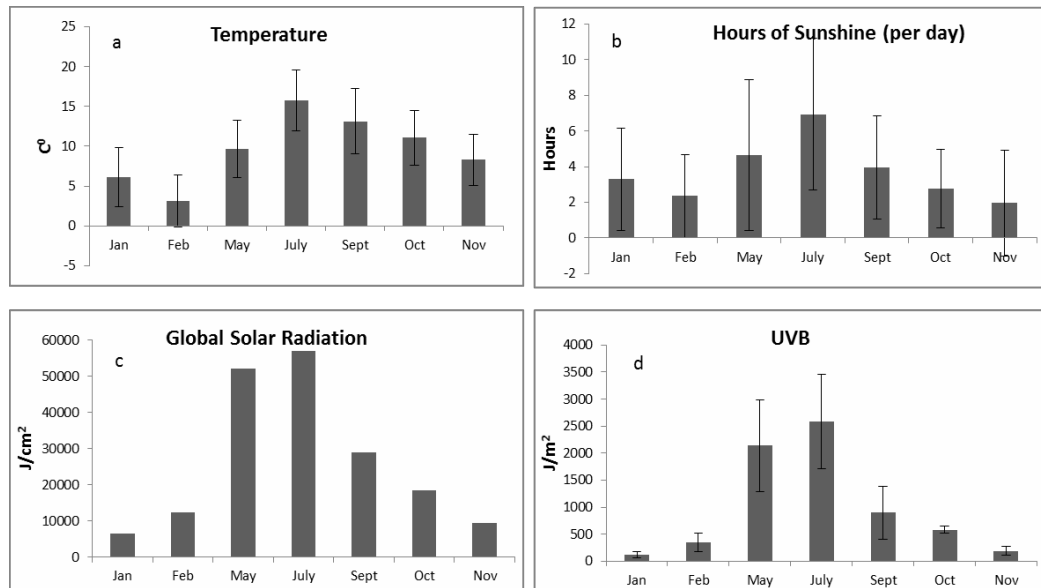 a
Temperature
25
20
15
10
5
0
-5
C⁰
Jan Feb May July Sept Oct Nov
b
Hours of Sunshine (per day)
12
10
8
6
4
2
0
-2
Hours
Jan Feb May July Sept Oct Nov
c
Global Solar Radiation
60000
50000
40000
30000
20000
10000
0
J/cm²
Jan Feb May July Sept Oct Nov
d
UVB
4000
3500
3000
2500
2000
1500
1000
500
0
J/m²
Jan Feb May July Sept Oct Nov